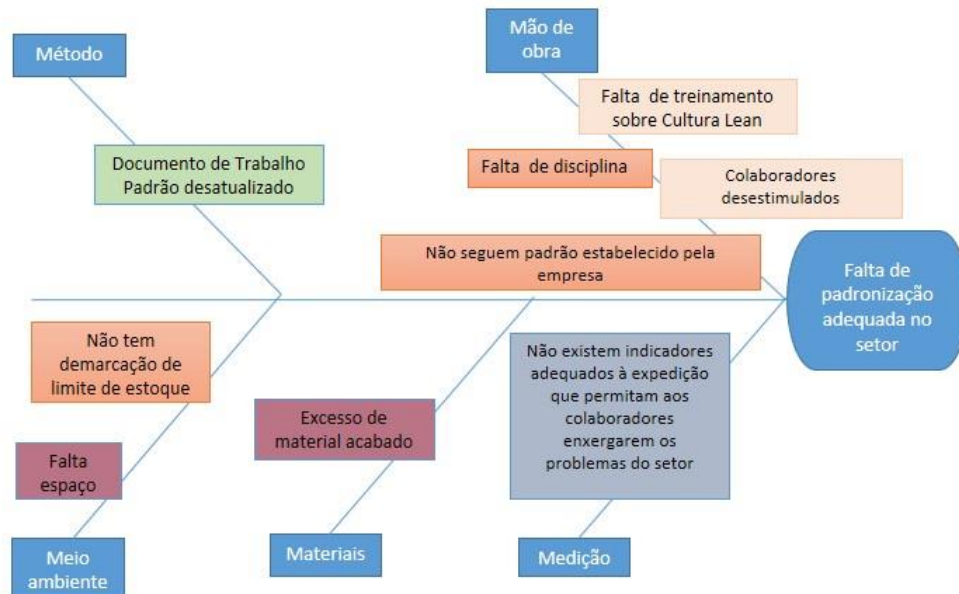 Método
Mão de
obra
Falta de treinamento
sobre Cultura Lean
Documento de Trabalho
Padrão desatualizado
Falta de disciplina
Colaboradores
desestimulados
Não seguem padrão estabelecido pela
empresa
Falta de
padronização
adequada no
setor
Não tem
demarcação de
limite de estoque
Falta
espaço
Meio
ambiente
Excesso de
material acabado
Materiais
Não existem indicadores
adequados à expedição
que permitam aos
colaboradores
enxergarem os
problemas do setor
Medição